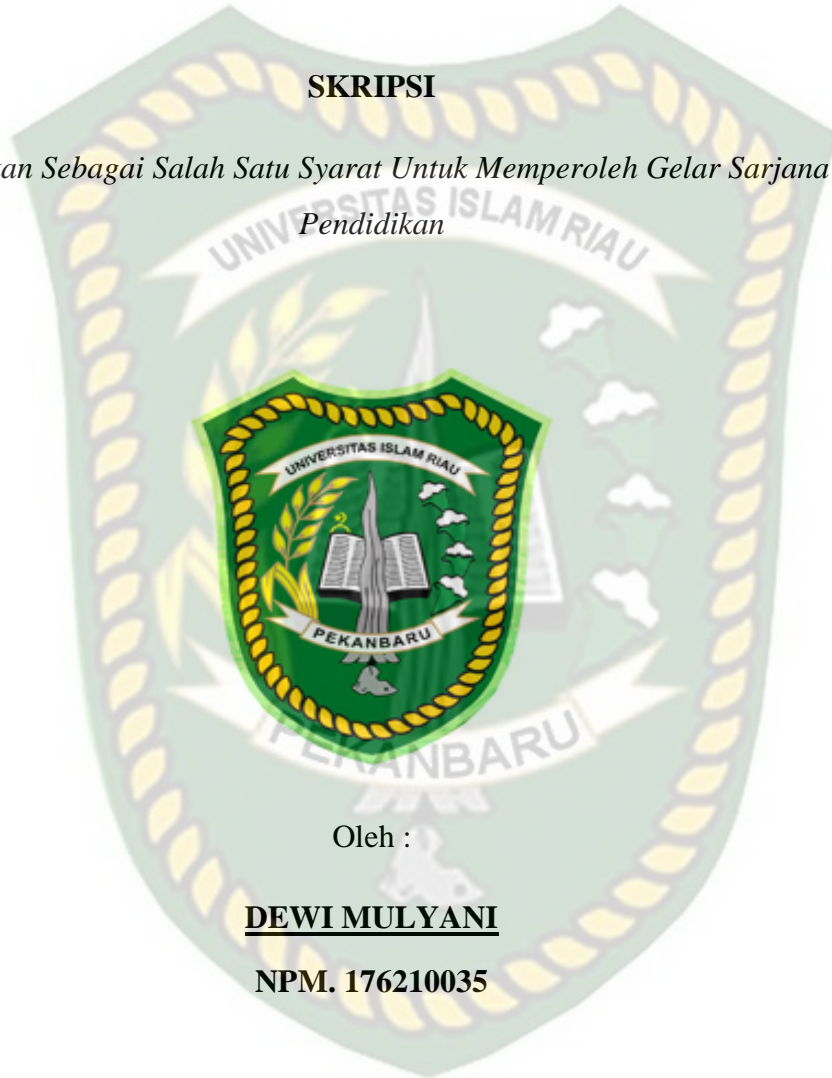 SKRIPSI
an Sebagai Salah Satu Syarat Untuk Memperoleh Gelar Sarjana
Pendidikan
UNIVERSITAS ISLAM RIAU
UNIVERSITAS ISLAM RIAU
PEKANBARU
PEKANBARU
Oleh :
DEWI MULYANI
NPM. 176210035